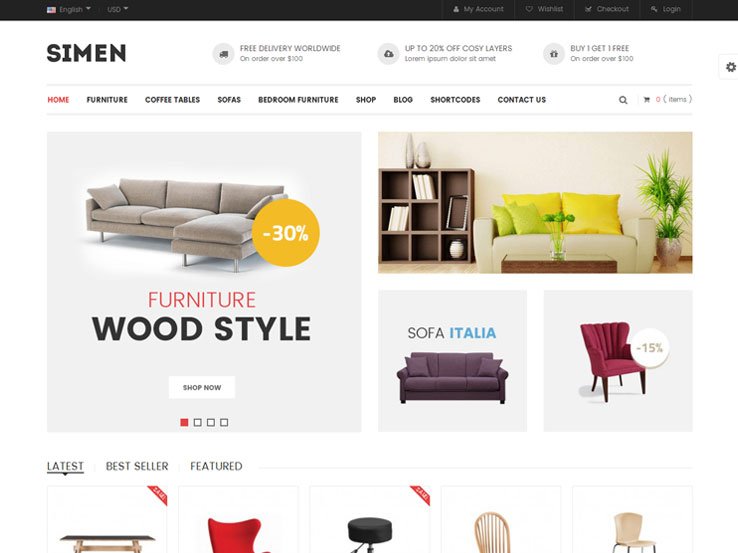 English USD My Account Wishlist Checkout Login
SIMEN
FREE DELIVERY WORLDWIDE
On order over $100
UP TO 20% OFF COSY LAYERS
Lorem ipsum dolor sit amet
BUY 1 GET 1 FREE
On order over $100
HOME FURNITURE COFFEE TABLES SOFAS BEDROOM FURNITURE SHOP BLOG SHORTCODES CONTACT US 0 ( items )
-30%
FURNITURE
WOOD STYLE
SHOP NOW
SOFA ITALIA
-15%
LATEST BEST SELLER FEATURED
SALE
SALE